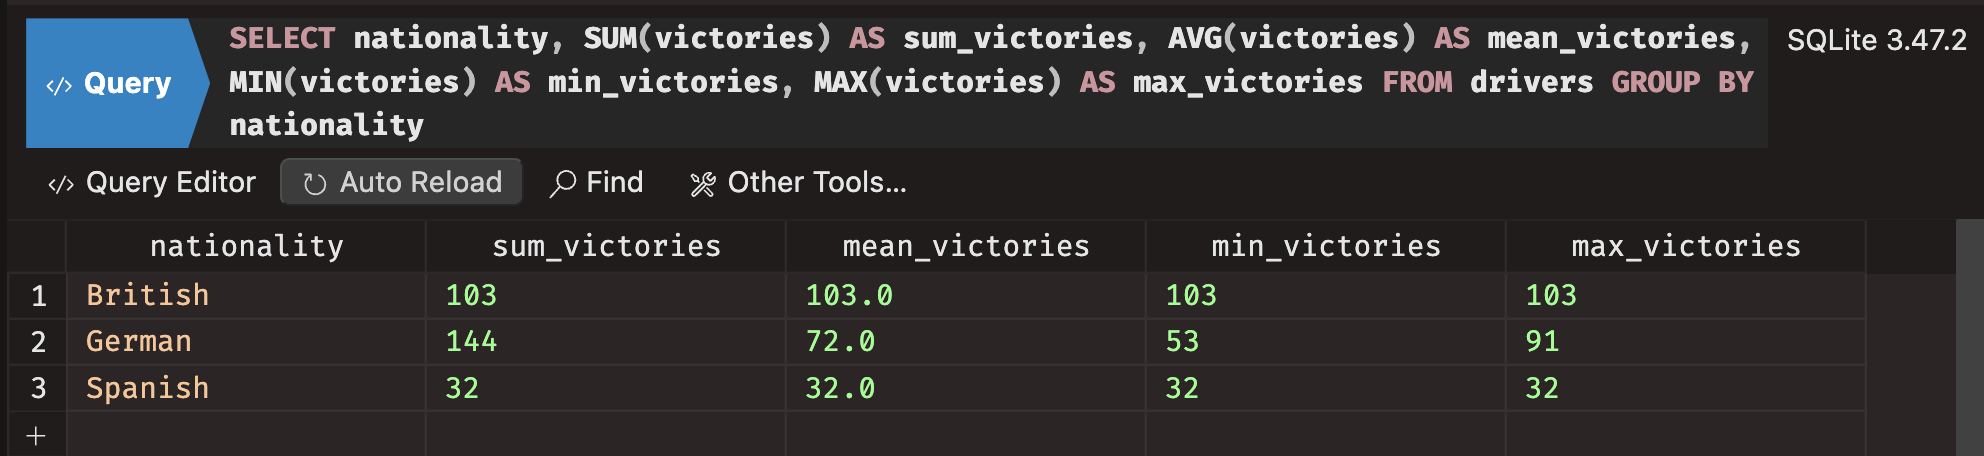 </> Query
SELECT nationality, SUM(victories) AS sum_victories, AVG(victories) AS mean_victories,
MIN(victories) AS min_victories, MAX(victories) AS max_victories FROM drivers GROUP BY
nationality
SQLite 3.47.2
</> Query Editor Auto Reload Find Other Tools...
nationality sum_victories mean_victories min_victories max_victories
1 British 103 103.0 103 103
2 German 144 72.0 53 91
3 Spanish 32 32.0 32 32
+